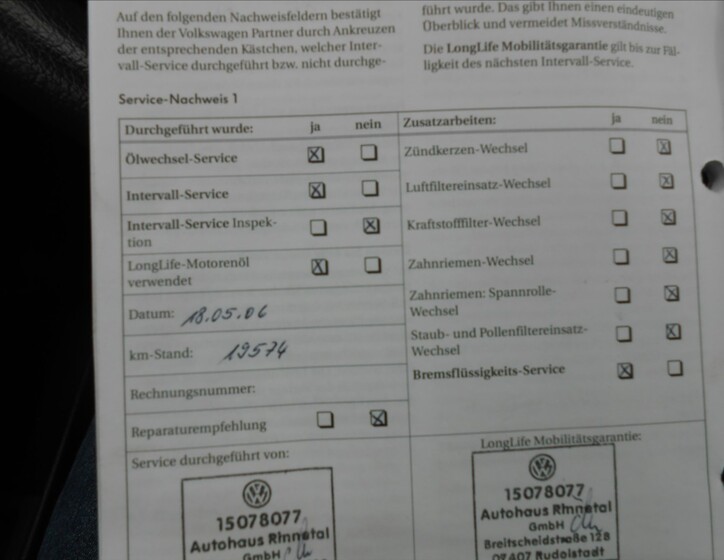 Auf den folgenden Nachweisfeldern bestätigt
Ihnen der Volkswagen Partner durch Ankreuzen
der entsprechenden Kästchen, welcher Inter-
vall-Service durchgeführt bzw. nicht durchge-
führt wurde. Das gibt Ihnen einen eindeutigen
Überblick und vermeidet Missverständnisse.
Die LongLife Mobilitätsgarantie gilt bis zur Fäl-
ligkeit des nächsten Intervall-Service.
Service-Nachweis 1
Durchgeführt wurde: ja nein
Ölwechsel-Service
Intervall-Service
Intervall-Service Inspek-
tion
LongLife-Motorenöl
verwendet
Datum: 18.05.06
km-Stand: 19574
Rechnungsnummer:
Reparaturempfehlung
Service durchgeführt von:
15078077
Autohaus Rinnetal
GmbH
Zusatzarbeiten: ja nein
Zündkerzen-Wechsel
Luftfiltereinsatz-Wechsel
Kraftstofffilter-Wechsel
Zahnriemen-Wechsel
Zahnriemen: Spannrolle-
Wechsel
Staub- und Pollenfiltereinsatz-
Wechsel
Bremsflüssigkeits-Service
LongLife Mobilitätsgarantie:
15078077
Autohaus Rinnetal
GmbH
Breitscheidstraße 128
07407 Rudolstadt